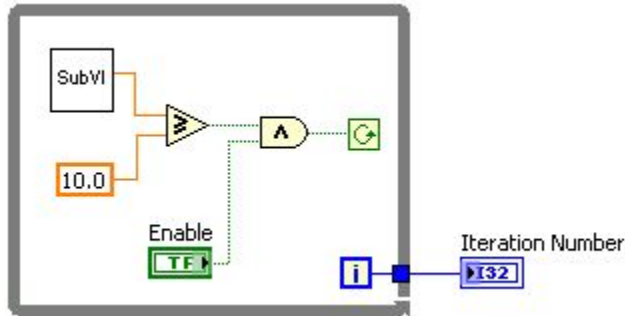 SubVI
≥
∧
10.0
Enable
TF
Iteration Number
i
I32